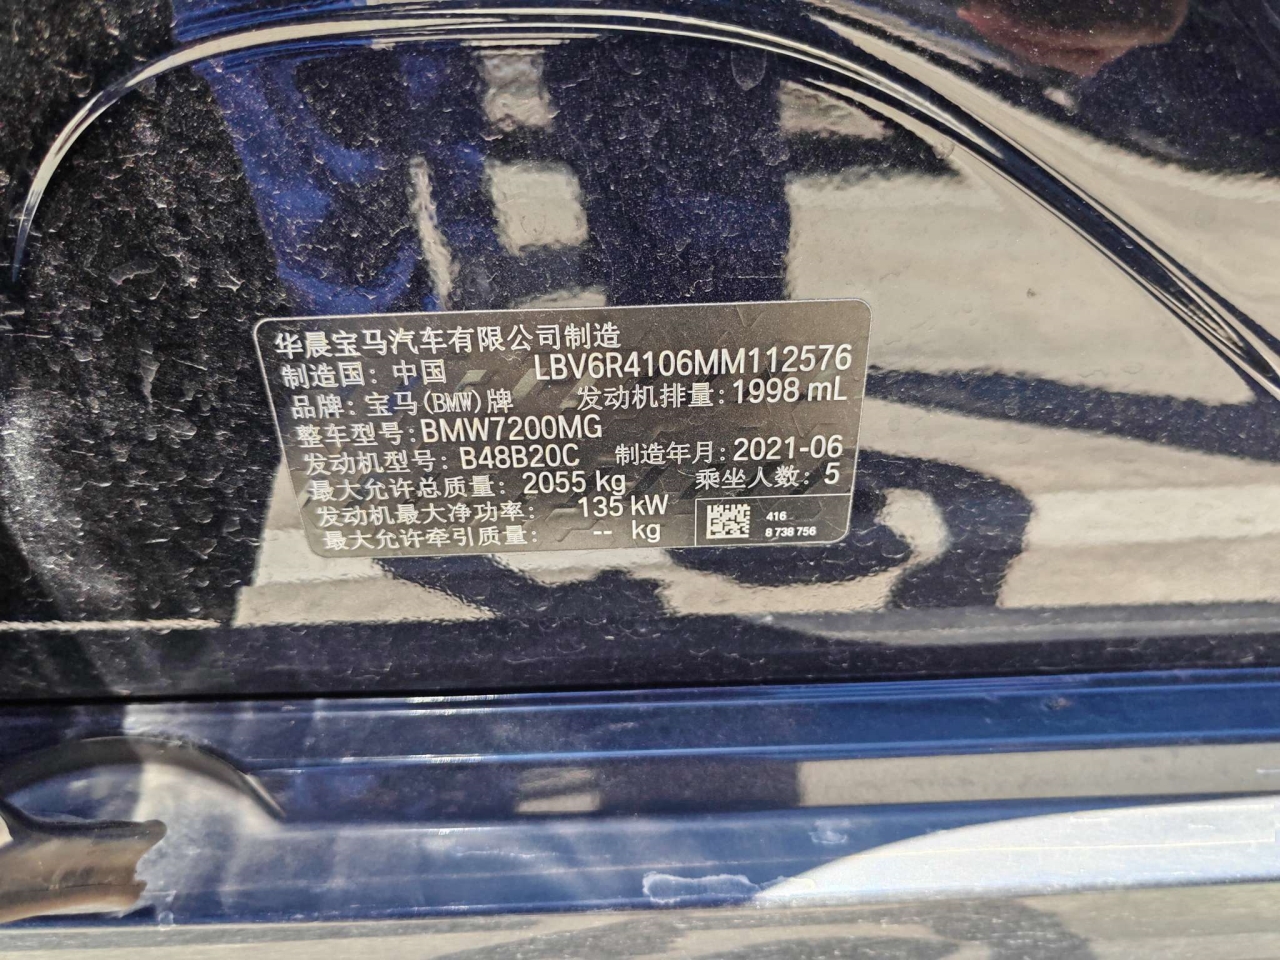 华晨宝马汽车有限公司制造
制造国：中国 LBV6R4106MM112576
品牌：宝马(BMW)牌 发动机排量：1998 mL
整车型号：BMW7200MG
发动机型号：B48B20C 制造年月：2021-06
最大允许总质量：2055 kg 乘坐人数：5
发动机最大净功率：135 kW
最大允许牵引质量：-- kg
416
8 738 756